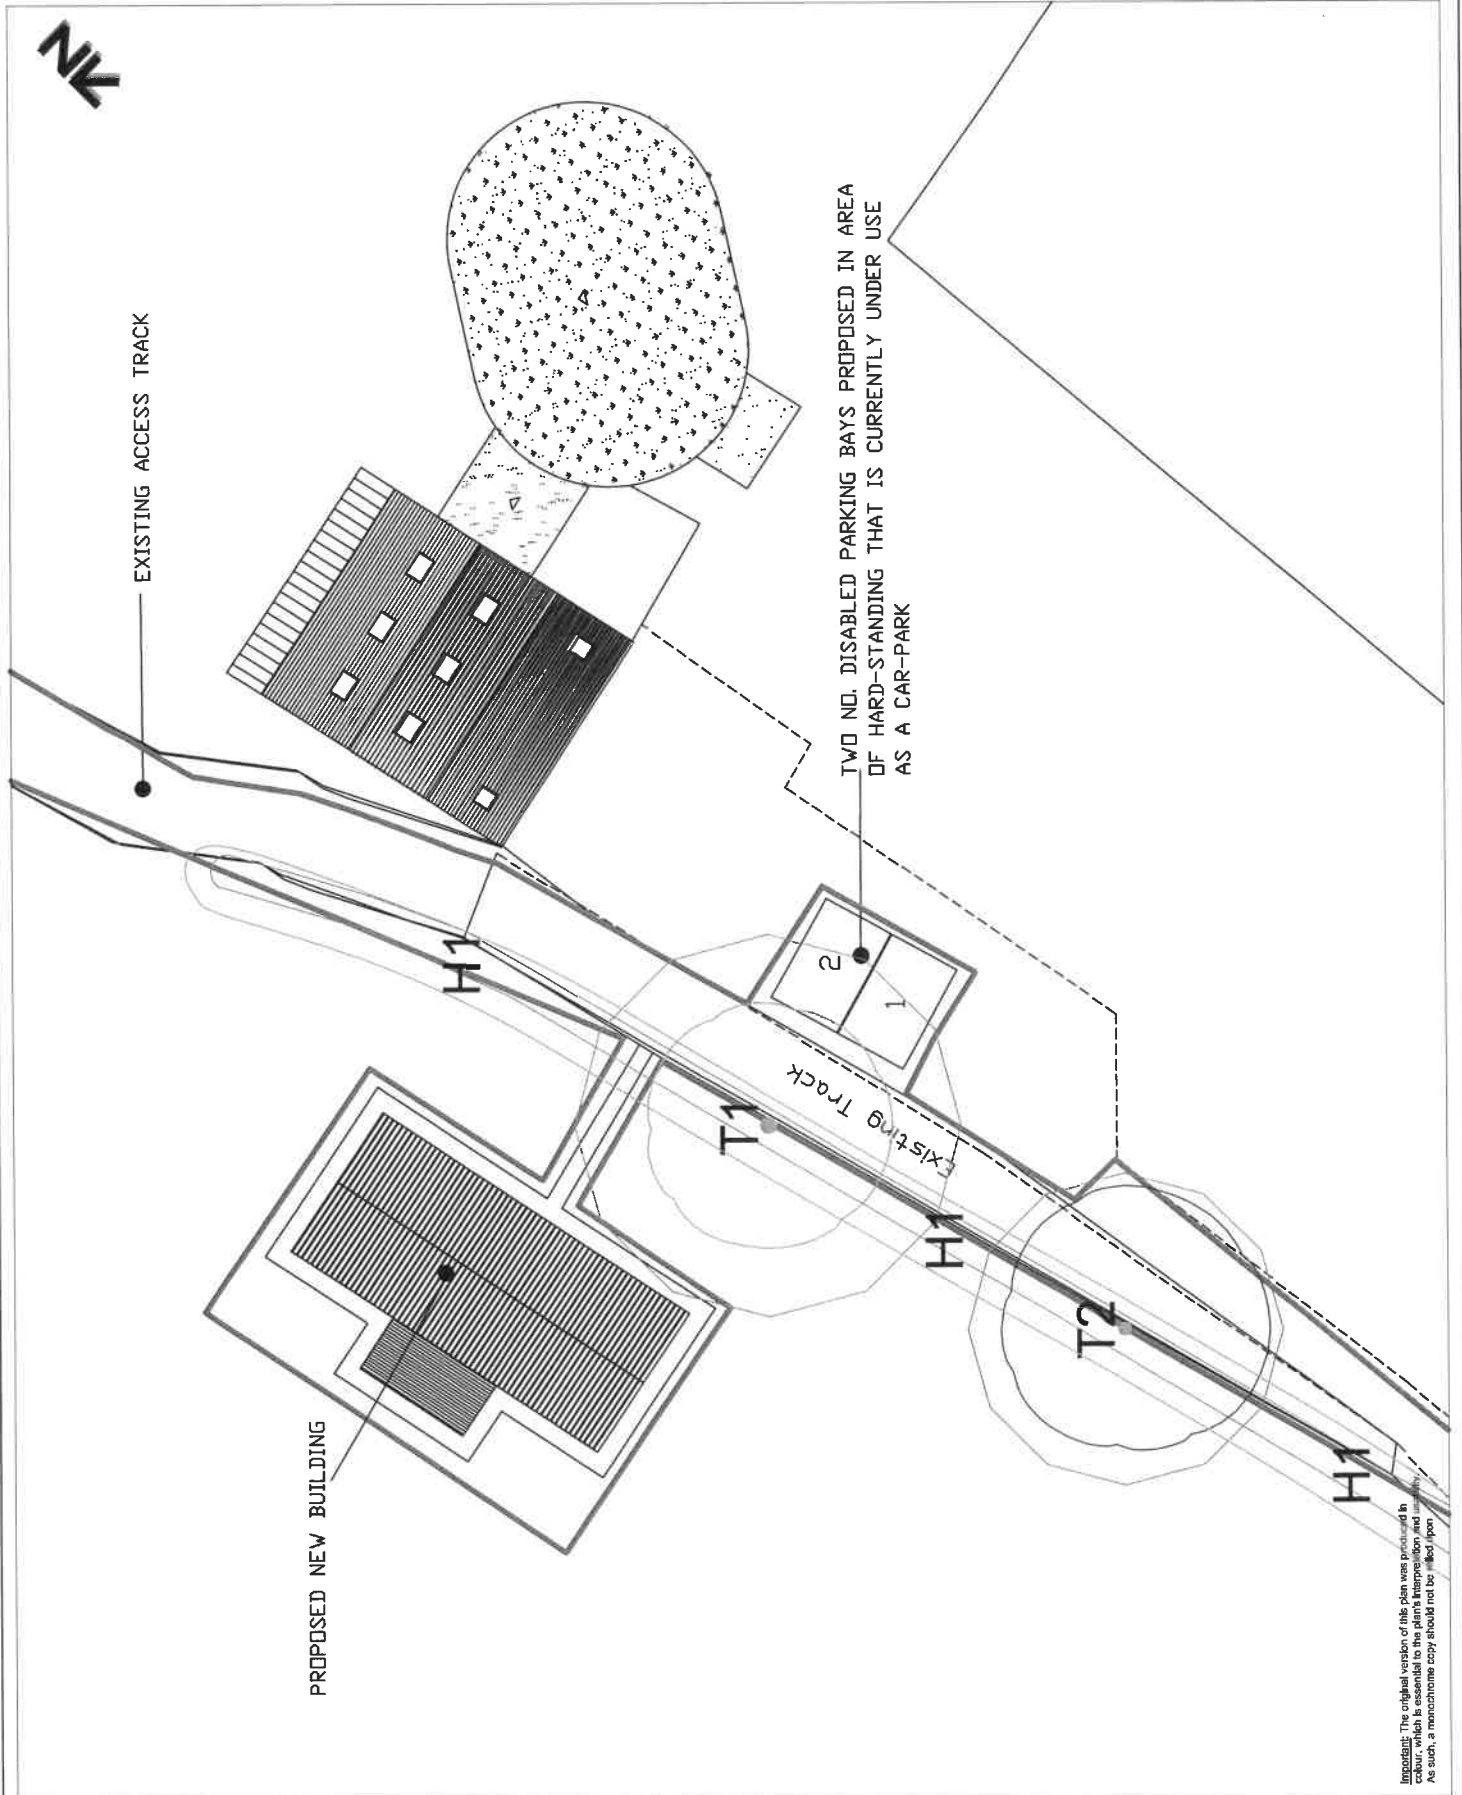 N
EXISTING ACCESS TRACK
TWO NO. DISABLED PARKING BAYS PROPOSED IN AREA
OF HARD-STANDING THAT IS CURRENTLY UNDER USE
AS A CAR-PARK
2
1
H1
T1
Existing Track
H1
T2
H1
PROPOSED NEW BUILDING
Important: The original version of this plan was produced in
colour, which is essential to the plan's interpretation and usability.
As such, a monochrome copy should not be relied upon